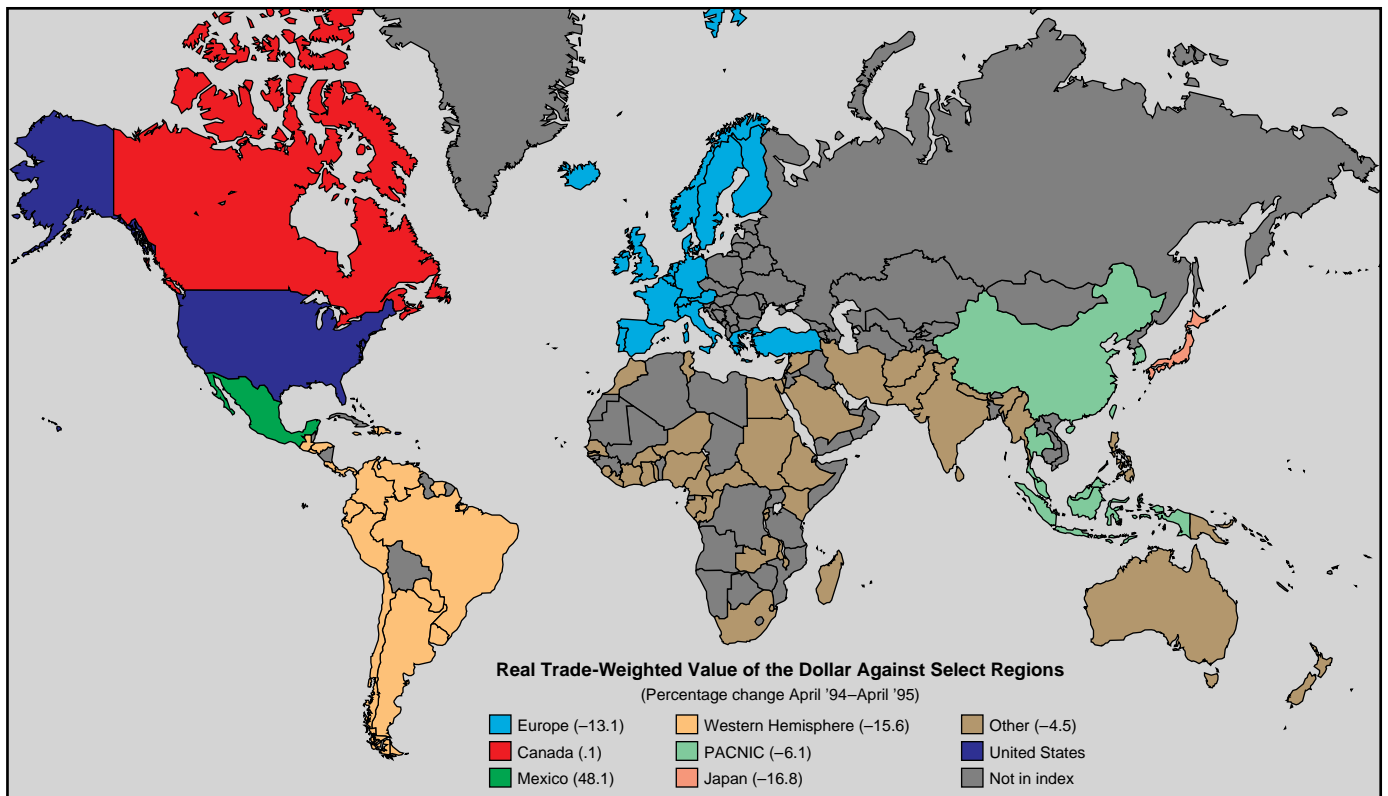 Real Trade-Weighted Value of the Dollar Against Select Regions
(Percentage change April '94–April '95)
Europe (–13.1)
Canada (.1)
Mexico (48.1)
Western Hemisphere (–15.6)
PACNIC (–6.1)
Japan (–16.8)
Other (–4.5)
United States
Not in index